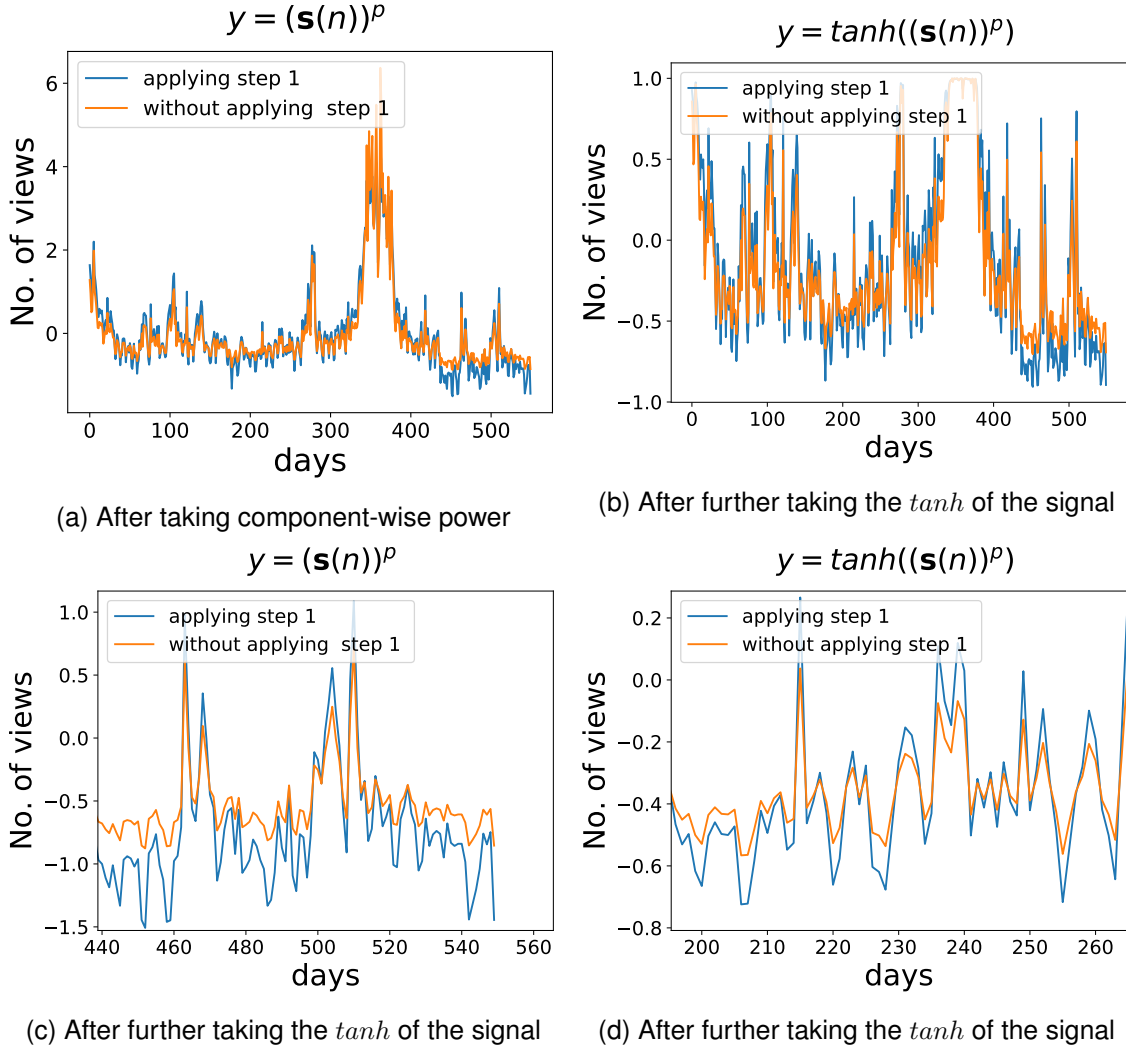 y = (s(n))^p
applying step 1
without applying  step 1
No. of views
6
4
2
0
0 100 200 300 400 500
days
(a) After taking component-wise power
y = tanh((s(n))^p)
applying step 1
without applying step 1
No. of views
1.0
0.5
0.0
−0.5
−1.0
0 100 200 300 400 500
days
(b) After further taking the tanh of the signal
y = (s(n))^p
applying step 1
without applying  step 1
No. of views
1.0
0.5
0.0
−0.5
−1.0
−1.5
440 460 480 500 520 540 560
days
(c) After further taking the tanh of the signal
y = tanh((s(n))^p)
applying step 1
without applying step 1
No. of views
0.2
0.0
−0.2
−0.4
−0.6
−0.8
200 210 220 230 240 250 260
days
(d) After further taking the tanh of the signal